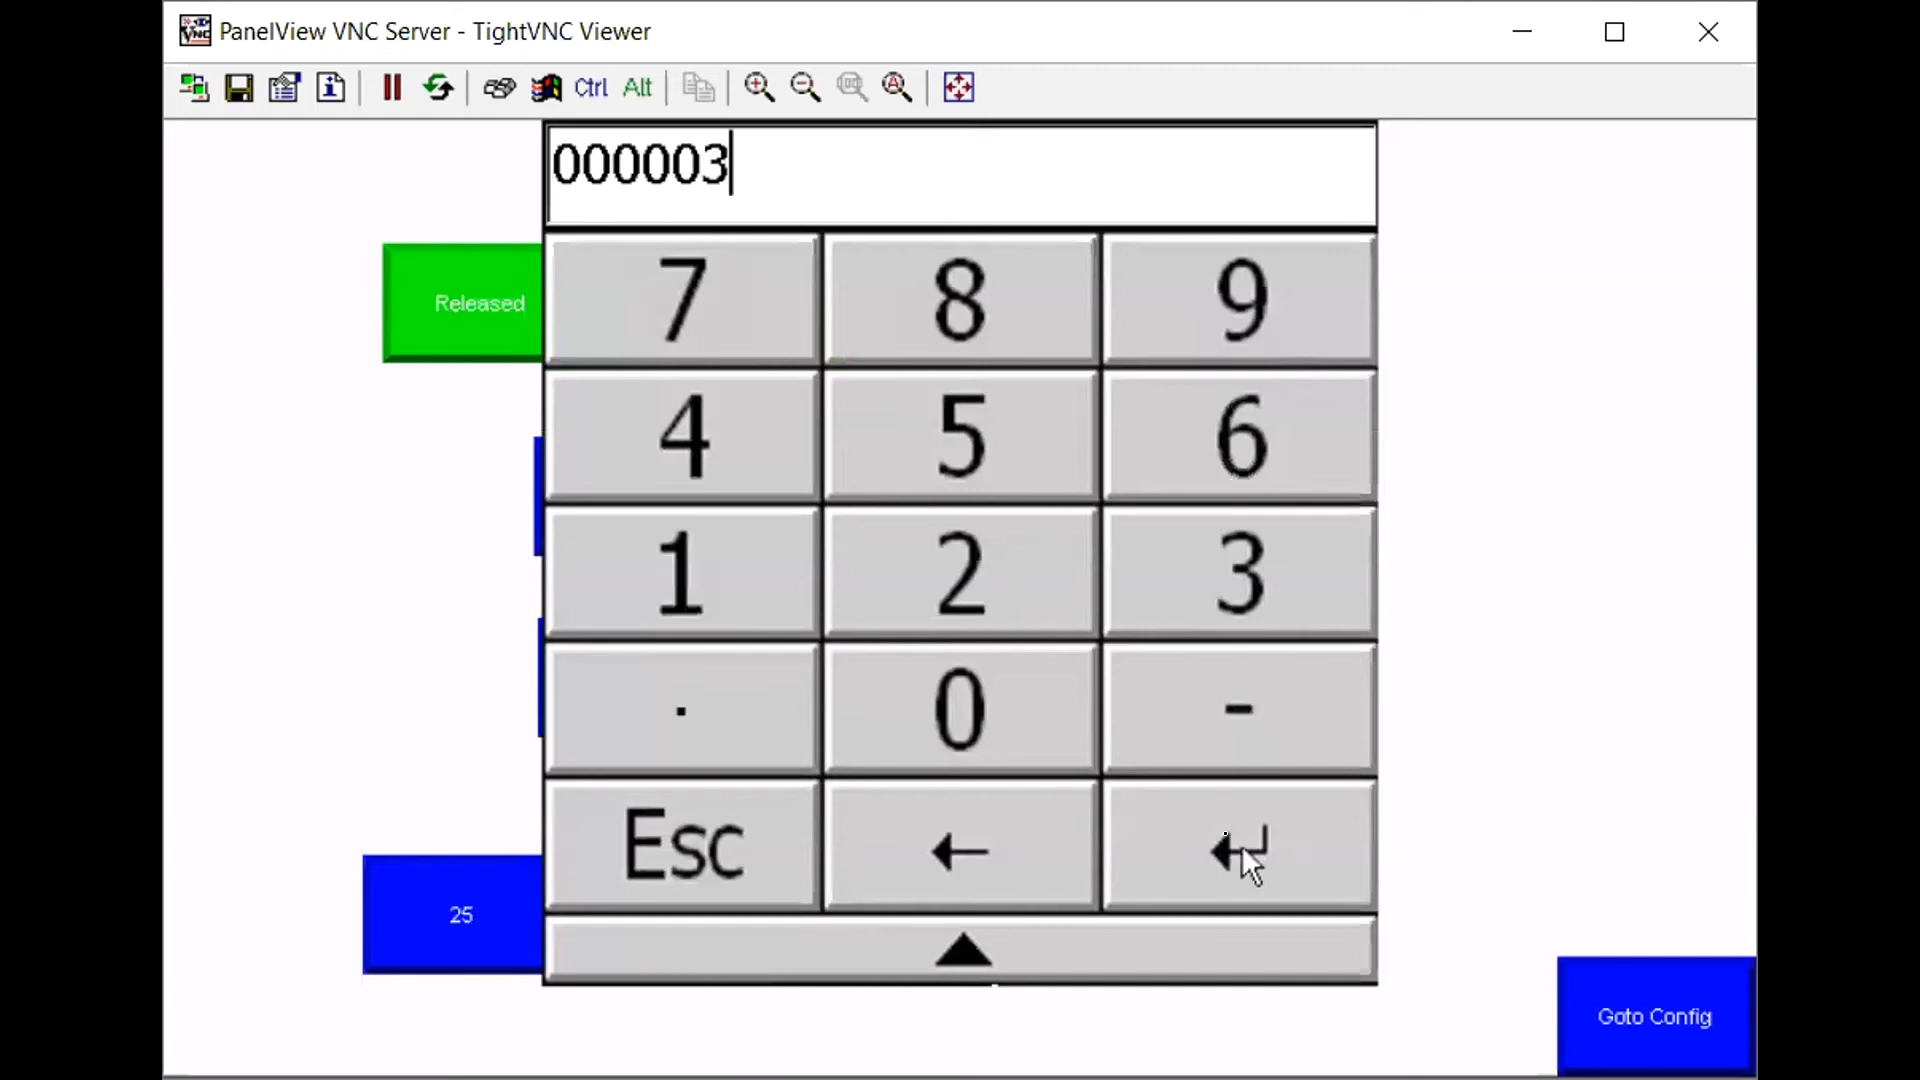 PanelView VNC Server - TightVNC Viewer
Ctrl Alt
000003
7 8 9
Released
4 5 6
1 2 3
. 0 -
Esc ← ↵
25
▲
Goto Config